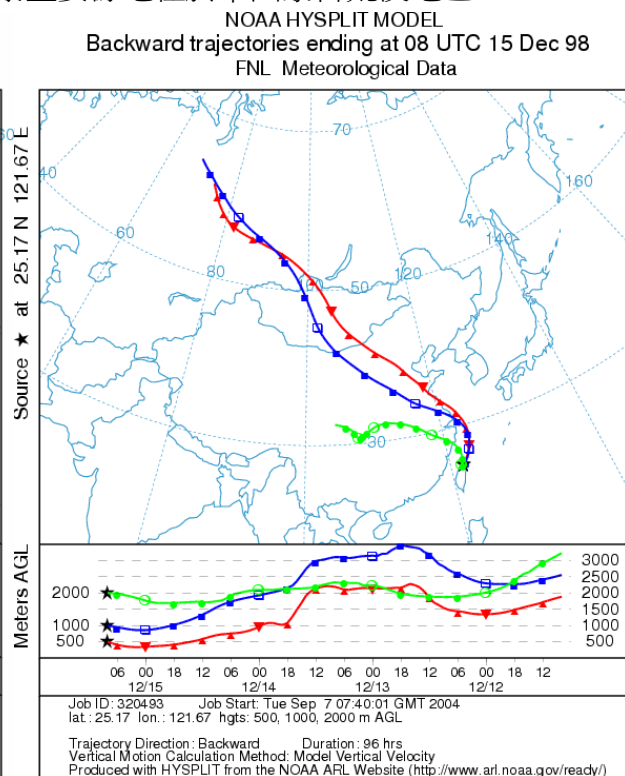 NOAA HYSPLIT MODEL
Backward trajectories ending at 08 UTC 15 Dec 98
FNL Meteorological Data
Source ★ at 25.17 N 121.67 E
40
60
80
50
70
120
140
160
30
Meters AGL
2000
1000
500
3000
2500
2000
1500
1000
500
06 00 18 12 06 00 18 12 06 00 18 12 06 00 18 12
12/15 12/14 12/13 12/12
Job ID: 320493 Job Start: Tue Sep 7 07:40:01 GMT 2004
lat.: 25.17 lon.: 121.67 hgts: 500, 1000, 2000 m AGL
Trajectory Direction: Backward Duration: 96 hrs
Vertical Motion Calculation Method: Model Vertical Velocity
Produced with HYSPLIT from the NOAA ARL Website (http://www.arl.noaa.gov/ready/)